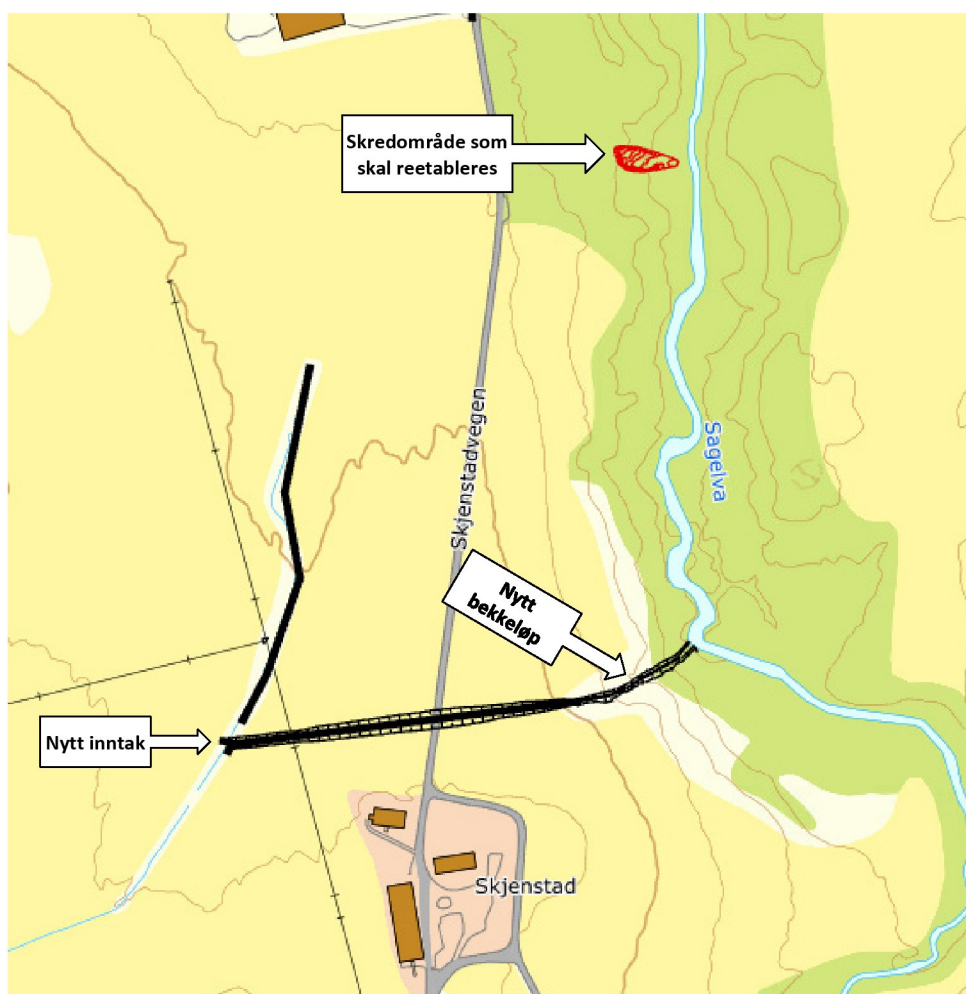 Skredområde som
skal reetableres
Skjenstadvegen
Sagelva
Nytt
bekkeløp
Nytt inntak
Skjenstad